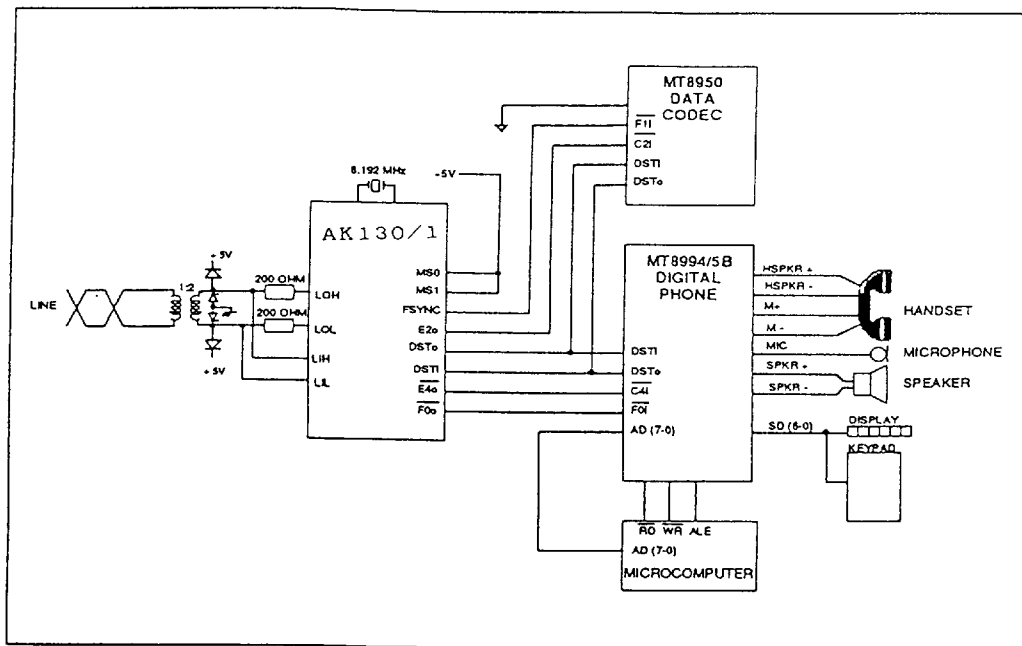 MT8950
DATA
CODEC
F1I
C2I
DSTI
DSTo
8.192 MHz
-5V
AK130/1
MS0
MS1
FSYNC
E2o
DSTo
DSTI
E4o
F0o
LOH
LOL
LIH
LIL
200 OHM
200 OHM
+ 5V
1:2
LINE
+ 5V
MT8994/5B
DIGITAL
PHONE
DSTI
DSTo
C4I
F0I
AD (7-0)
HSPKR +
HSPKR -
M+
M -
MIC
SPKR +
SPKR -
SD (6-0)
HANDSET
MICROPHONE
SPEAKER
DISPLAY
KEYPAD
RD WR ALE
AD (7-0)
MICROCOMPUTER